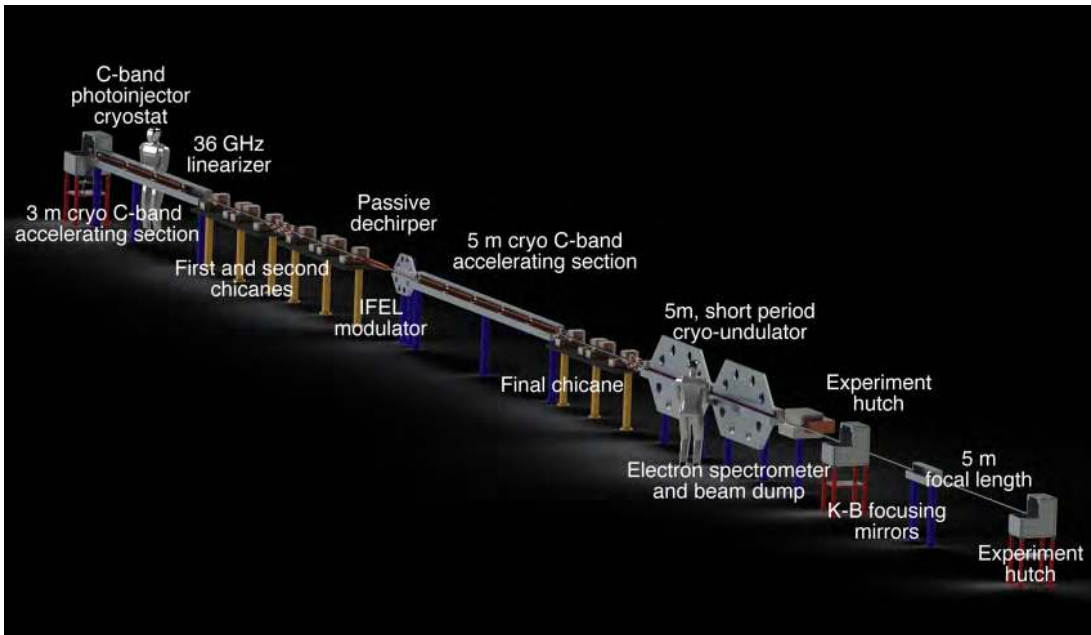 C-band
photoinjector
cryostat
36 GHz
linearizer
3 m cryo C-band
accelerating section
First and second
chicanes
Passive
dechirper
IFEL
modulator
5 m cryo C-band
accelerating section
Final chicane
5m, short period
cryo-undulator
Electron spectrometer
and beam dump
Experiment
hutch
K-B focusing
mirrors
5 m
focal length
Experiment
hutch